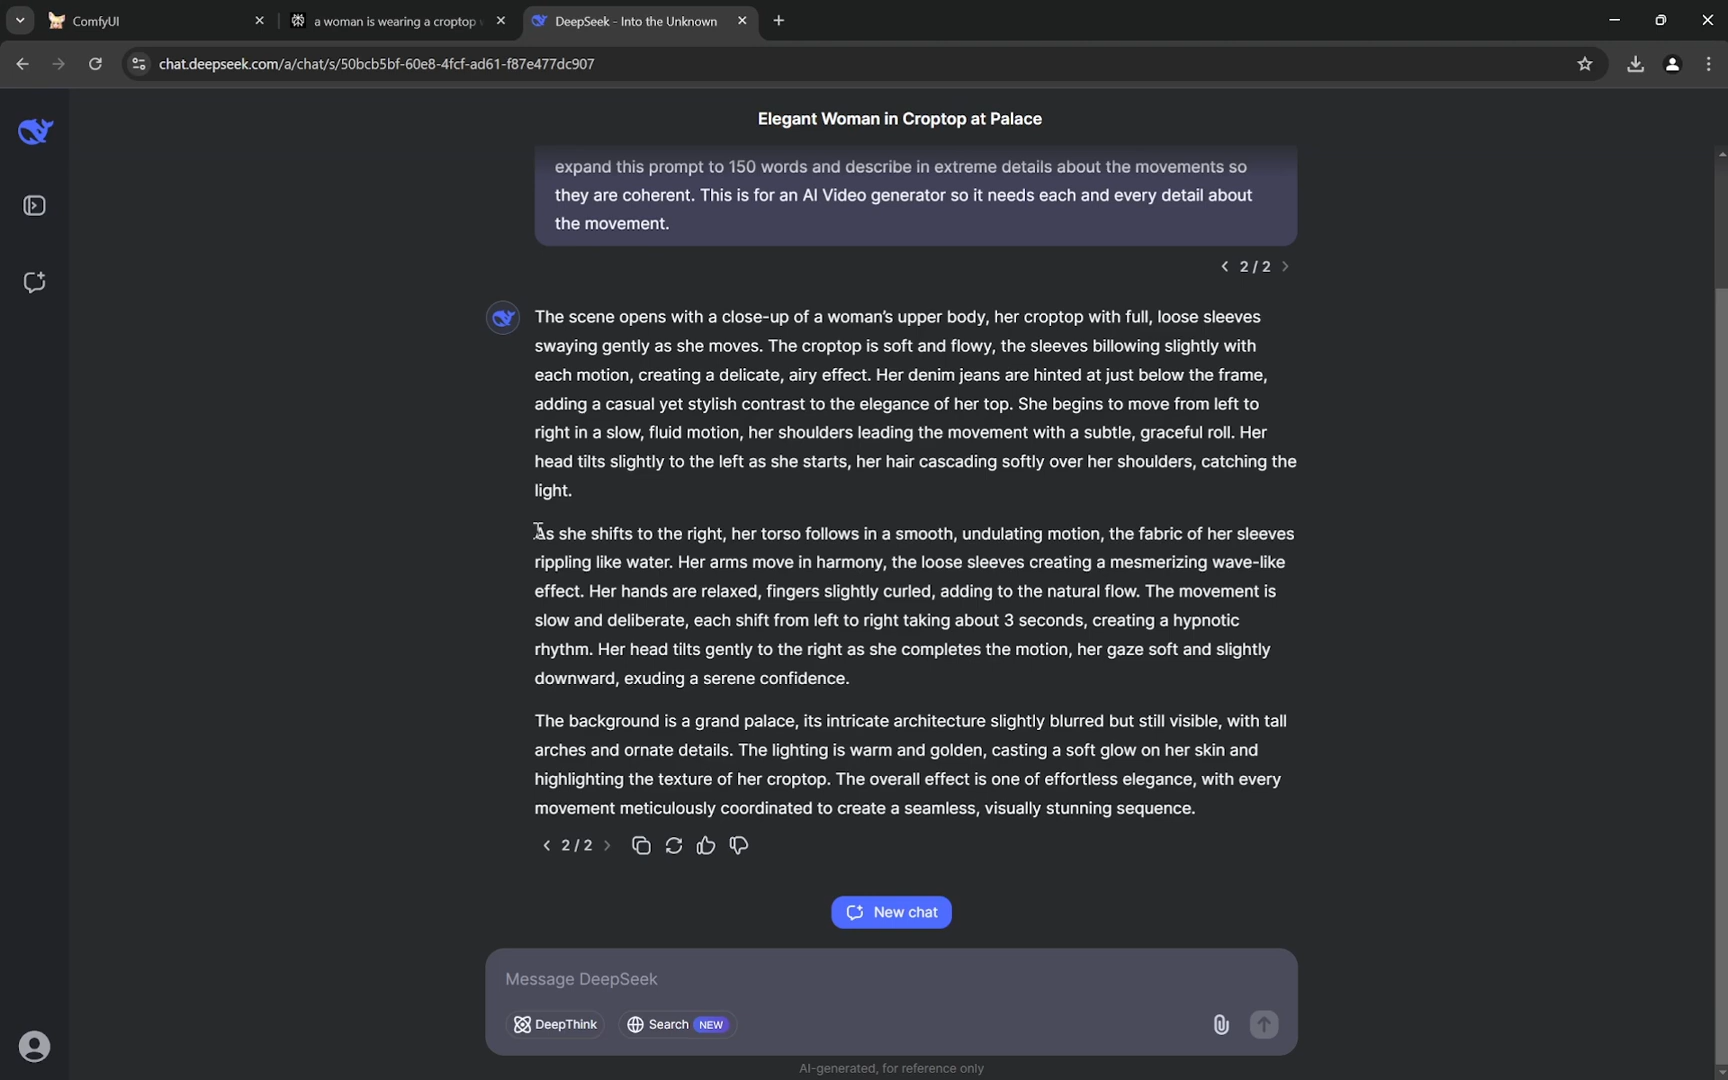 ComfyUI
a woman is wearing a croptop
DeepSeek - Into the Unknown
chat.deepseek.com/a/chat/s/50bcb5bf-60e8-4fcf-ad61-f87e477dc907
Elegant Woman in Croptop at Palace
expand this prompt to 150 words and describe in extreme details about the movements so
they are coherent. This is for an AI Video generator so it needs each and every detail about
the movement.
2 / 2
The scene opens with a close-up of a woman’s upper body, her croptop with full, loose sleeves
swaying gently as she moves. The croptop is soft and flowy, the sleeves billowing slightly with
each motion, creating a delicate, airy effect. Her denim jeans are hinted at just below the frame,
adding a casual yet stylish contrast to the elegance of her top. She begins to move from left to
right in a slow, fluid motion, her shoulders leading the movement with a subtle, graceful roll. Her
head tilts slightly to the left as she starts, her hair cascading softly over her shoulders, catching the
light.
As she shifts to the right, her torso follows in a smooth, undulating motion, the fabric of her sleeves
rippling like water. Her arms move in harmony, the loose sleeves creating a mesmerizing wave-like
effect. Her hands are relaxed, fingers slightly curled, adding to the natural flow. The movement is
slow and deliberate, each shift from left to right taking about 3 seconds, creating a hypnotic
rhythm. Her head tilts gently to the right as she completes the motion, her gaze soft and slightly
downward, exuding a serene confidence.
The background is a grand palace, its intricate architecture slightly blurred but still visible, with tall
arches and ornate details. The lighting is warm and golden, casting a soft glow on her skin and
highlighting the texture of her croptop. The overall effect is one of effortless elegance, with every
movement meticulously coordinated to create a seamless, visually stunning sequence.
2 / 2
New chat
Message DeepSeek
DeepThink
Search NEW
AI-generated, for reference only